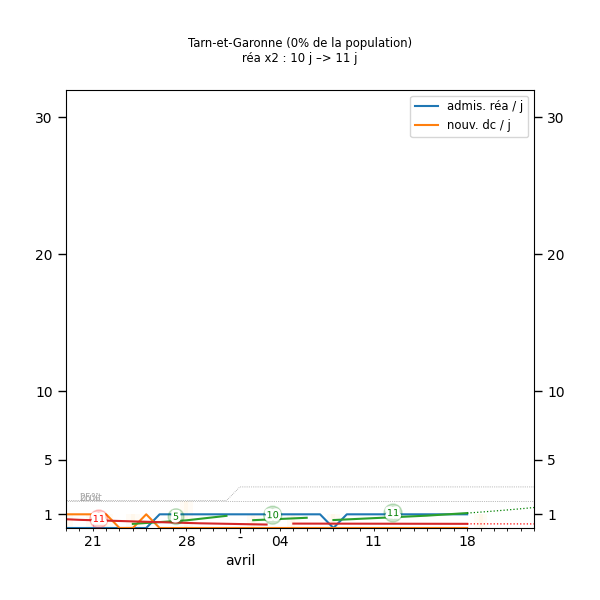 Tarn-et-Garonne (0% de la population)
réa x2 : 10 j –> 11 j
admis. réa / j
nouv. dc / j
30 30
20 20
10 10
5 5
1 1
11 5 10 11
21 28 - 04 11 18
avril